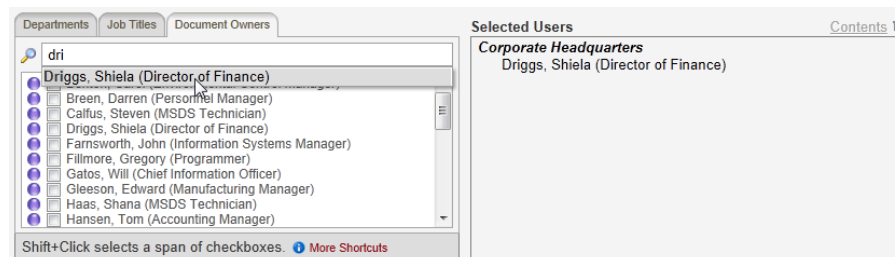 Departments
Job Titles
Document Owners
dri
Driggs, Shiela (Director of Finance)
Breen, Darren (Personnel Manager)
Calfus, Steven (MSDS Technician)
Driggs, Shiela (Director of Finance)
Farnsworth, John (Information Systems Manager)
Fillmore, Gregory (Programmer)
Gatos, Will (Chief Information Officer)
Gleeson, Edward (Manufacturing Manager)
Haas, Shana (MSDS Technician)
Hansen, Tom (Accounting Manager)
Shift+Click selects a span of checkboxes. More Shortcuts
Selected Users
Contents
Corporate Headquarters
Driggs, Shiela (Director of Finance)